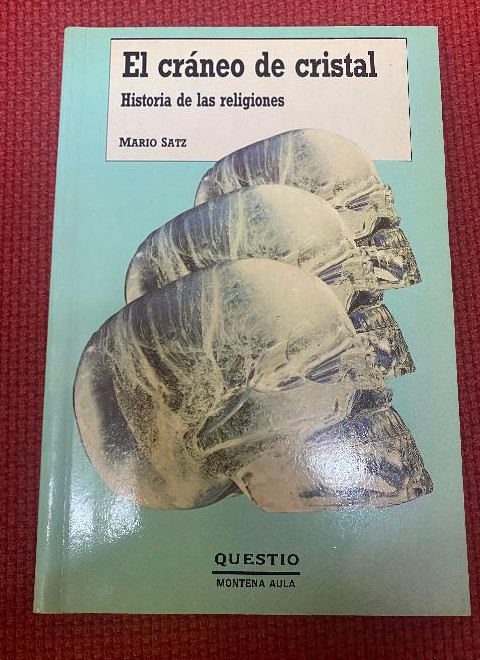 El cráneo de cristal
Historia de las religiones
MARIO SATZ
QUESTIO
MONTENA AULA